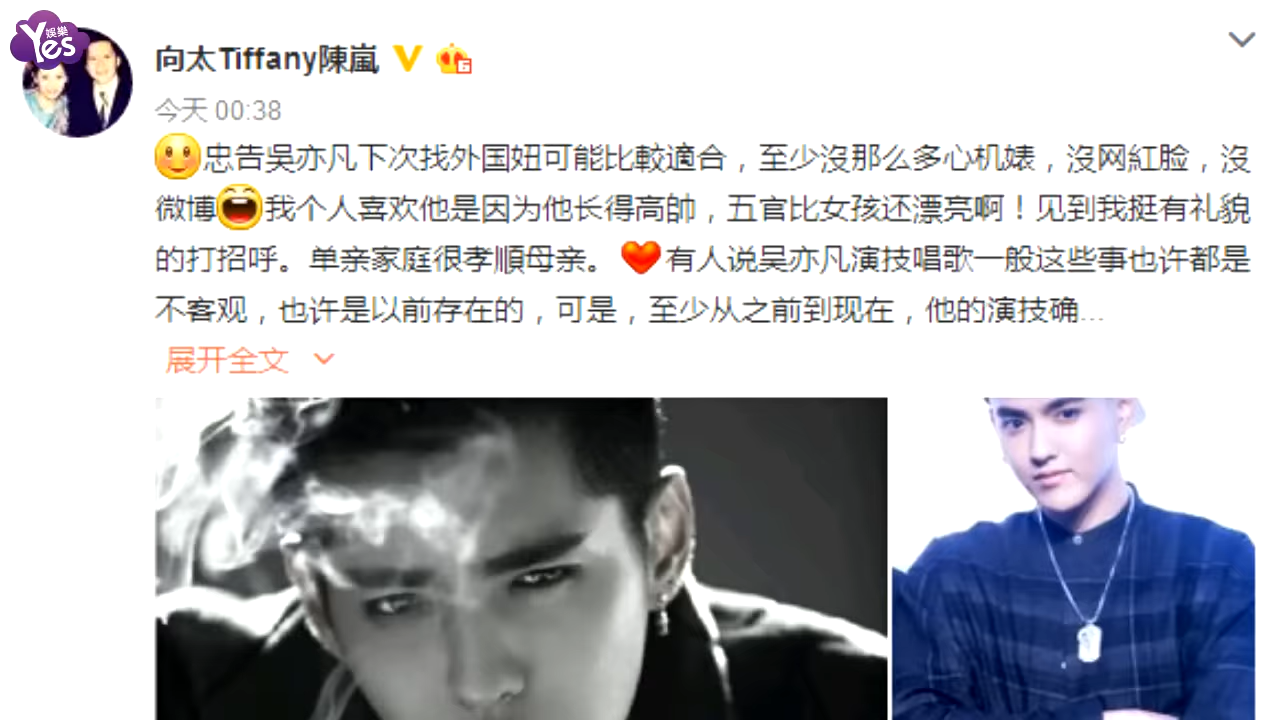 娛樂
Yes
向太Tiffany陳嵐
今天 00:38
忠告吴亦凡下次找外国妞可能比較適合，至少沒那么多心机婊，沒网紅脸，沒
微博我个人喜欢他是因为他长得高帥，五官比女孩还漂亮啊！见到我挺有礼貌
的打招呼。单亲家庭很孝順母亲。有人说吴亦凡演技唱歌一般这些事也许都是
不客观，也许是以前存在的，可是，至少从之前到现在，他的演技确...
展开全文